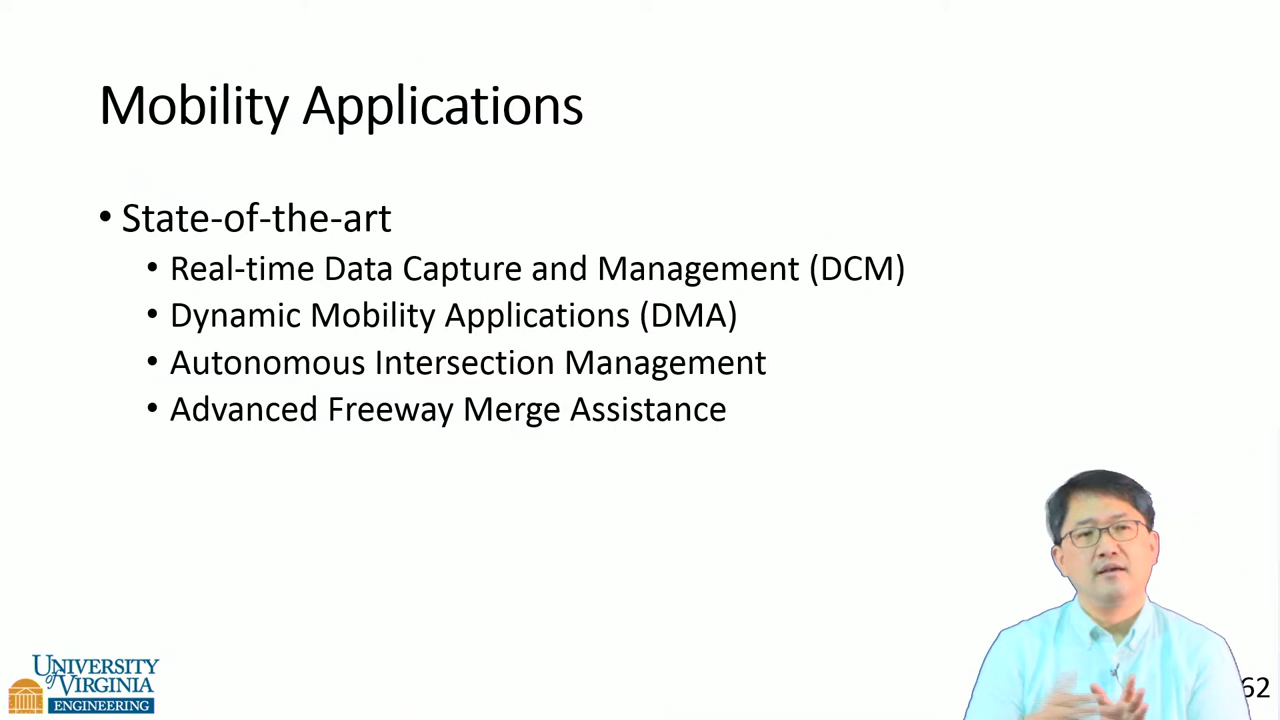 Mobility Applications
• State-of-the-art
• Real-time Data Capture and Management (DCM)
• Dynamic Mobility Applications (DMA)
• Autonomous Intersection Management
• Advanced Freeway Merge Assistance
UNIVERSITY
of VIRGINIA
ENGINEERING
62